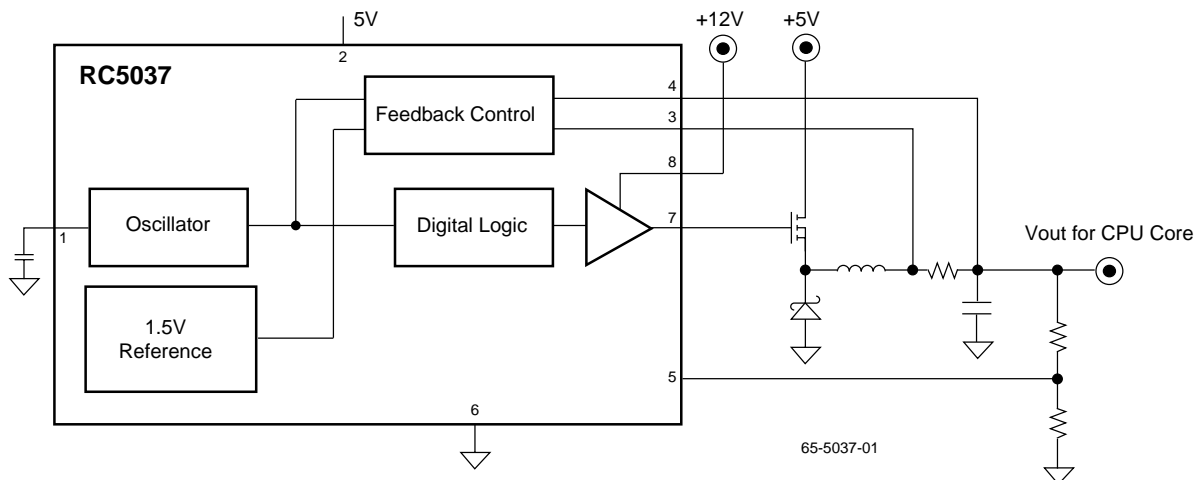 5V
+12V
+5V
2
RC5037
4
Feedback Control
3
8
Oscillator
Digital Logic
7
1
Vout for CPU Core
1.5V
Reference
5
6
65-5037-01